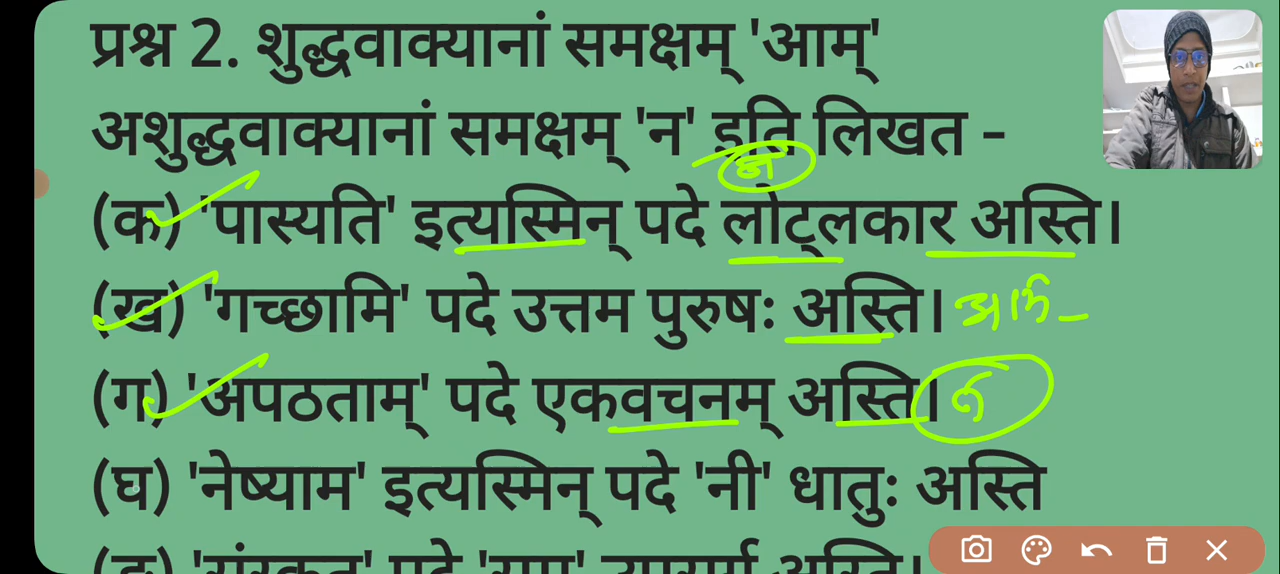 प्रश्न 2. शुद्धवाक्यानां समक्षम् 'आम्'
अशुद्धवाक्यानां समक्षम् 'न' इति लिखत –
न
(क) 'पास्यति' इत्यस्मिन् पदे लोट्लकार अस्ति।
(ख) 'गच्छामि' पदे उत्तम पुरुषः अस्ति।
(ग) 'अपठताम्' पदे एकवचनम् अस्ति। न
(घ) 'नेष्याम' इत्यस्मिन् पदे 'नी' धातुः अस्ति